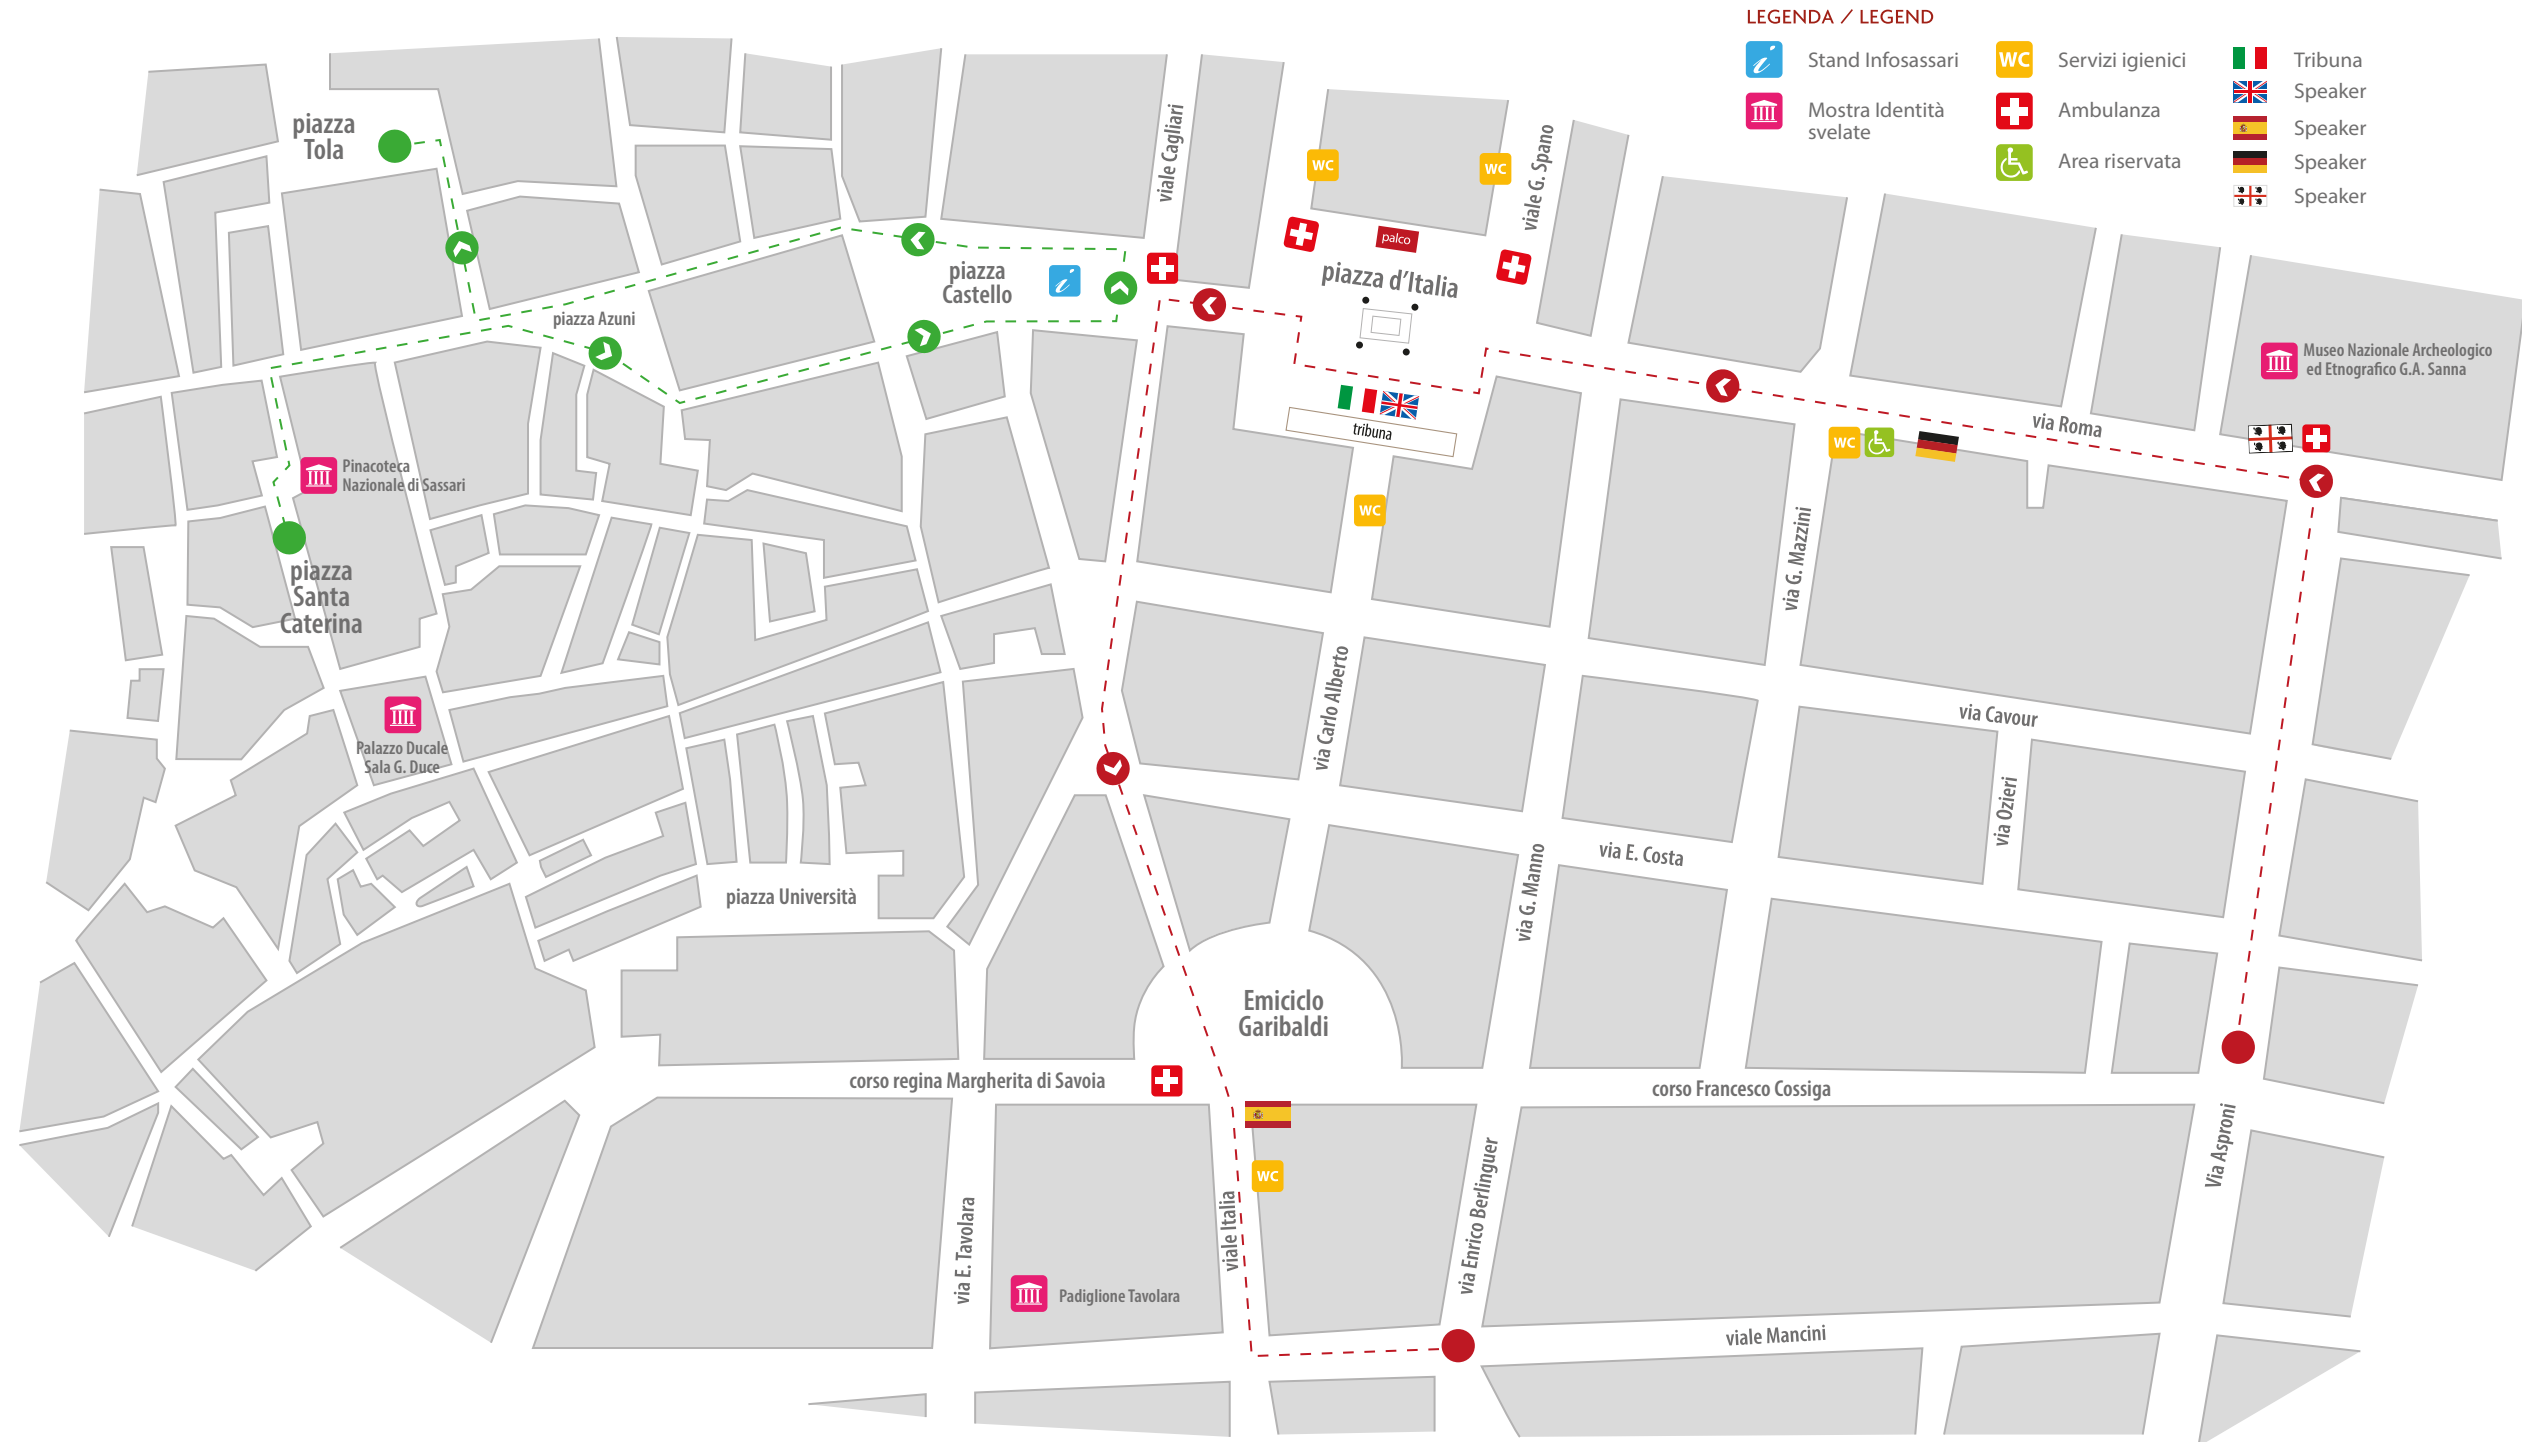 LEGENDA / LEGEND
Stand Infosassari
Mostra Identità
svelate
WC
Servizi igienici
Ambulanza
Area riservata
Tribuna
Speaker
Speaker
Speaker
Speaker
piazza
Tola
viale Cagliari
WC
WC
viale G. Spano
palco
piazza d'Italia
piazza
Castello
piazza Azuni
tribuna
Museo Nazionale Archeologico
ed Etnografico G.A. Sanna
via Roma
WC
Pinacoteca
Nazionale di Sassari
WC
via G. Mazzini
piazza
Santa
Caterina
Palazzo Ducale
Sala G. Duce
via Carlo Alberto
via Cavour
via Ozieri
via E. Costa
via G. Manno
piazza Università
Emiciclo
Garibaldi
corso regina Margherita di Savoia
corso Francesco Cossiga
WC
Via Asproni
via E. Tavolara
viale Italia
via Enrico Berlinguer
Padiglione Tavolara
viale Mancini